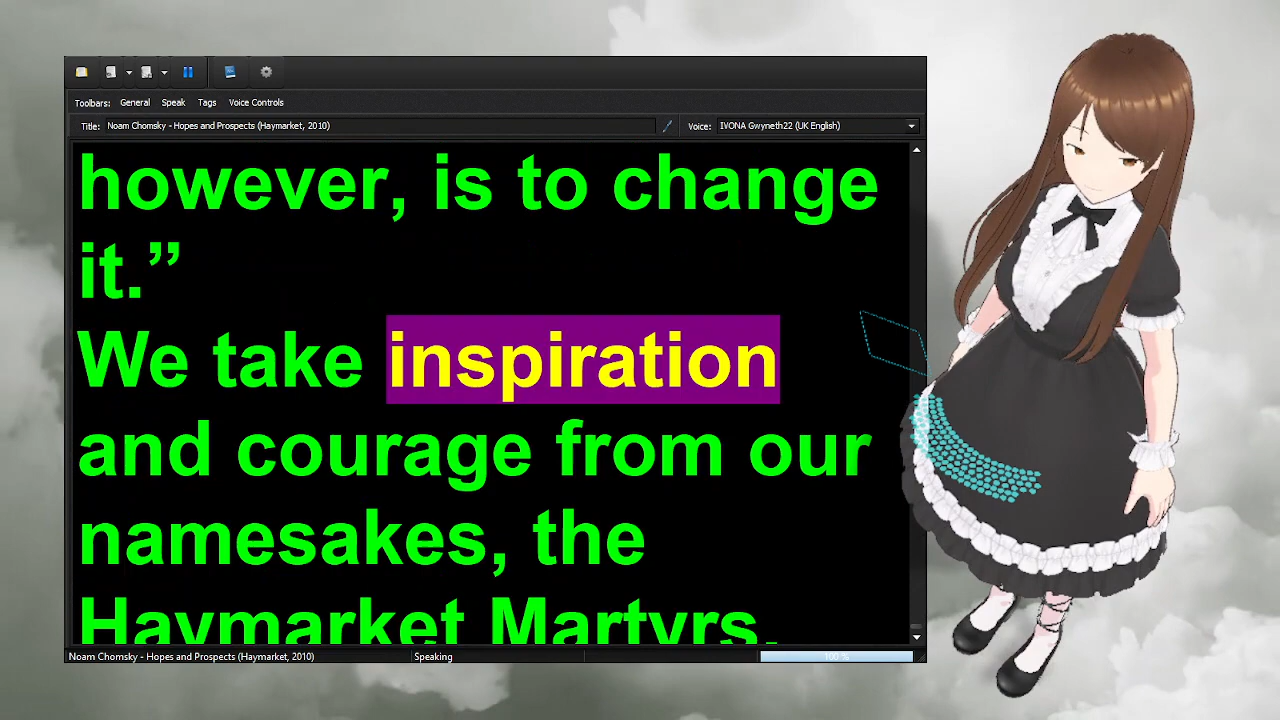 Toolbars: General Speak Tags Voice Controls
Title: Noam Chomsky - Hopes and Prospects (Haymarket, 2010) Voice: IVONA Gwyneth22 (UK English)
however, is to change
it.”
We take inspiration
and courage from our
namesakes, the
Haymarket Martyrs,
Noam Chomsky - Hopes and Prospects (Haymarket, 2010) Speaking 100 %